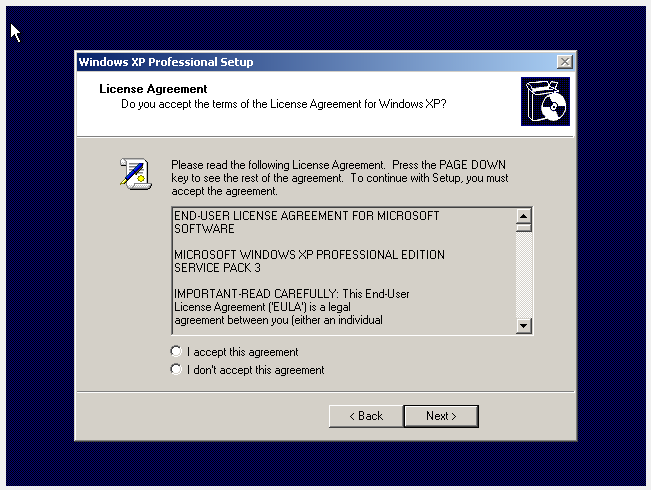 Windows XP Professional Setup
License Agreement
Do you accept the terms of the License Agreement for Windows XP?
Please read the following License Agreement. Press the PAGE DOWN
key to see the rest of the agreement. To continue with Setup, you must
accept the agreement.
END-USER LICENSE AGREEMENT FOR MICROSOFT
SOFTWARE
MICROSOFT WINDOWS XP PROFESSIONAL EDITION
SERVICE PACK 3
IMPORTANT-READ CAREFULLY: This End-User
License Agreement ('EULA') is a legal
agreement between you (either an individual
I accept this agreement
I don't accept this agreement
< Back Next >